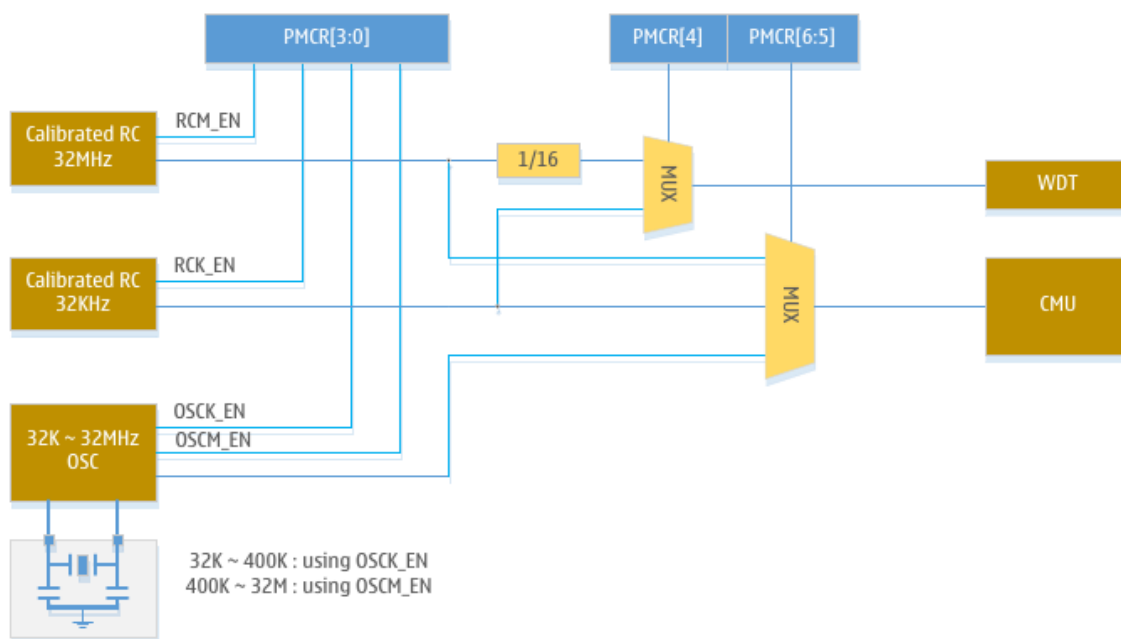 PMCR[3:0]
PMCR[4]
PMCR[6:5]
RCM_EN
Calibrated RC
32MHz
1/16
MUX
WDT
RCK_EN
Calibrated RC
32KHz
MUX
CMU
OSCK_EN
32K ~ 32MHz
OSC
OSCM_EN
32K ~ 400K : using OSCK_EN
400K ~ 32M : using OSCM_EN